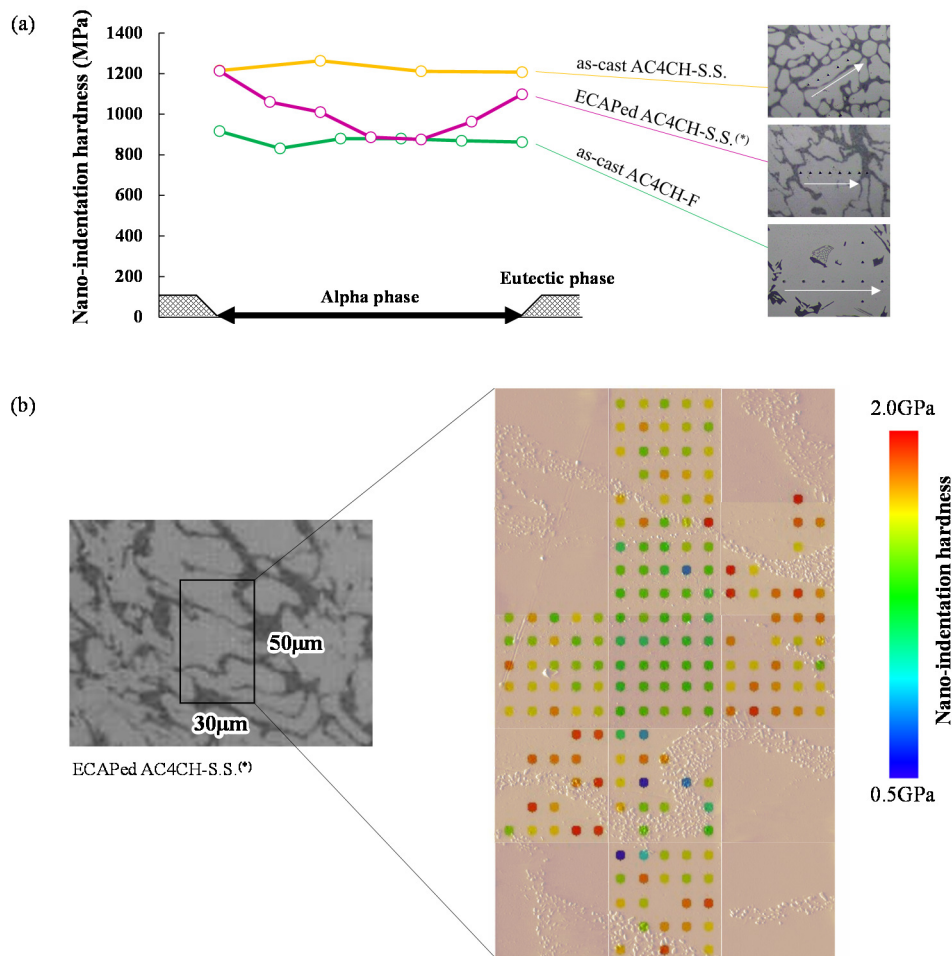 (a)
Nano-indentation hardness (MPa)
1400
1200
1000
800
600
400
200
0
Alpha phase
Eutectic phase
as-cast AC4CH-S.S.
ECAPed AC4CH-S.S.(*)
as-cast AC4CH-F
(b)
50μm
30μm
ECAPed AC4CH-S.S.(*)
2.0GPa
Nano-indentation hardness
0.5GPa